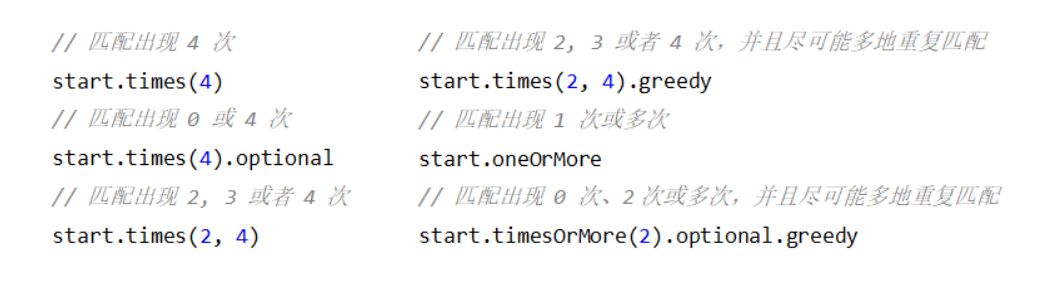 // 匹配出现 4 次
start.times(4)
// 匹配出现 0 或 4 次
start.times(4).optional
// 匹配出现 2, 3 或者 4 次
start.times(2, 4)
// 匹配出现 2, 3 或者 4 次，并且尽可能多地重复匹配
start.times(2, 4).greedy
// 匹配出现 1 次或多次
start.oneOrMore
// 匹配出现 0 次、2 次或多次，并且尽可能多地重复匹配
start.timesOrMore(2).optional.greedy